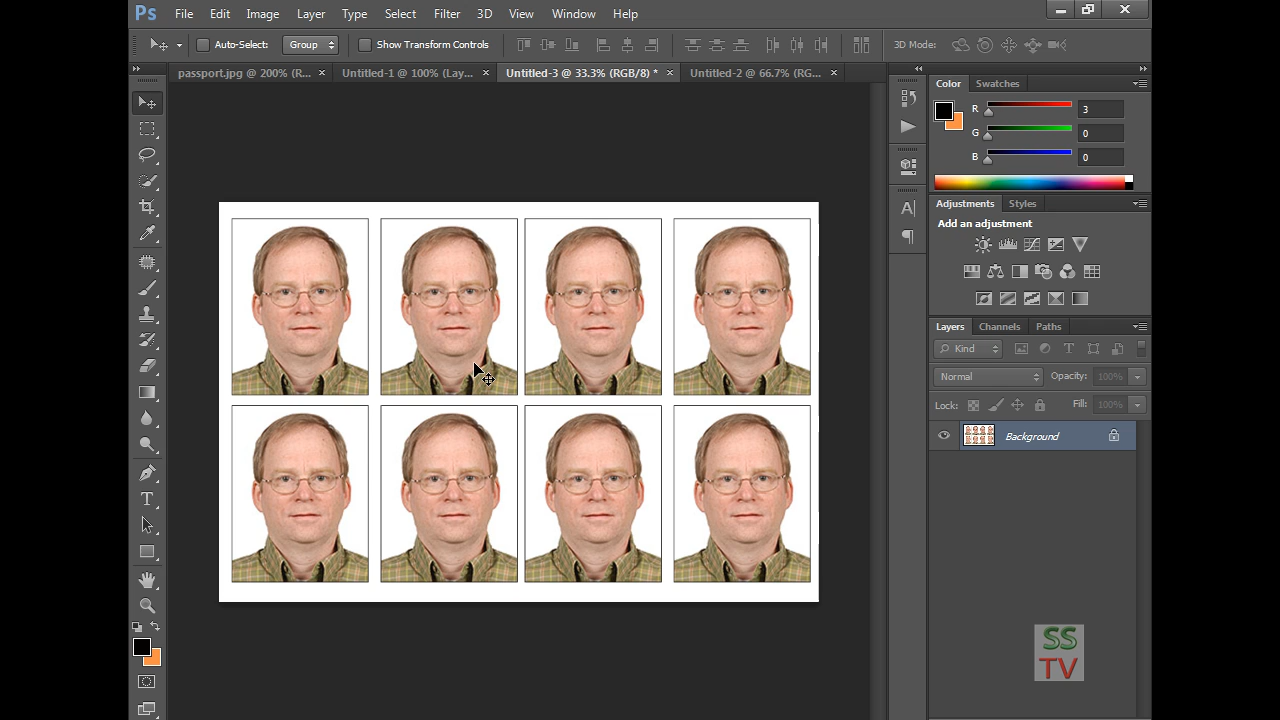 Ps File Edit Image Layer Type Select Filter 3D View Window Help
Auto-Select: Group Show Transform Controls 3D Mode:
passport.jpg @ 200% (R... × Untitled-1 @ 100% (Lay... × Untitled-3 @ 33.3% (RGB/8) * × Untitled-2 @ 66.7% (RG... ×
Color Swatches
R 3
G 0
B 0
Adjustments Styles
Add an adjustment
Layers Channels Paths
Kind
Normal Opacity: 100%
Lock: Fill: 100%
Background
SS
TV